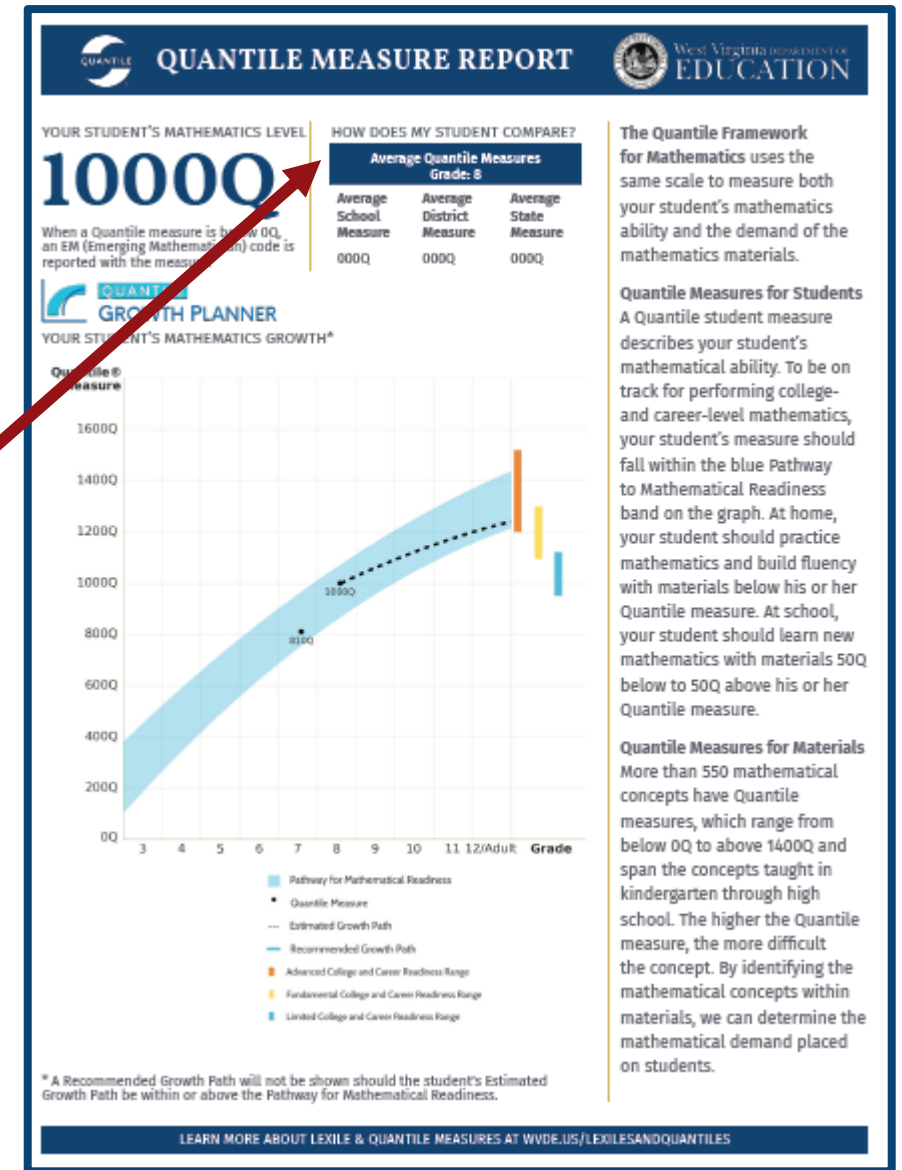 QUANTILE
QUANTILE MEASURE REPORT
West Virginia DEPARTMENT OF
EDUCATION
YOUR STUDENT'S MATHEMATICS LEVEL
1000Q
When a Quantile measure is below 0Q,
an EM (Emerging Mathematician) code is
reported with the measure.
HOW DOES MY STUDENT COMPARE?
Average Quantile Measures
Grade: 8
Average School Measure
Average District Measure
Average State Measure
000Q 000Q 000Q
QUANTILE
GROWTH PLANNER
YOUR STUDENT'S MATHEMATICS GROWTH*
Quantile®
Measure
1600Q
1400Q
1200Q
1000Q
800Q
600Q
400Q
200Q
0Q
1000Q
810Q
3 4 5 6 7 8 9 10 11 12/Adult Grade
Pathway for Mathematical Readiness
Quantile Measure
Estimated Growth Path
Recommended Growth Path
Advanced College and Career Readiness Range
Fundamental College and Career Readiness Range
Limited College and Career Readiness Range
* A Recommended Growth Path will not be shown should the student's Estimated
Growth Path be within or above the Pathway for Mathematical Readiness.
The Quantile Framework
for Mathematics uses the
same scale to measure both
your student's mathematics
ability and the demand of the
mathematics materials.
Quantile Measures for Students
A Quantile student measure
describes your student's
mathematical ability. To be on
track for performing college-
and career-level mathematics,
your student's measure should
fall within the blue Pathway
to Mathematical Readiness
band on the graph. At home,
your student should practice
mathematics and build fluency
with materials below his or her
Quantile measure. At school,
your student should learn new
mathematics with materials 50Q
below to 50Q above his or her
Quantile measure.
Quantile Measures for Materials
More than 550 mathematical
concepts have Quantile
measures, which range from
below 0Q to above 1400Q and
span the concepts taught in
kindergarten through high
school. The higher the Quantile
measure, the more difficult
the concept. By identifying the
mathematical concepts within
materials, we can determine the
mathematical demand placed
on students.
LEARN MORE ABOUT LEXILE & QUANTILE MEASURES AT WVDE.US/LEXILESANDQUANTILES